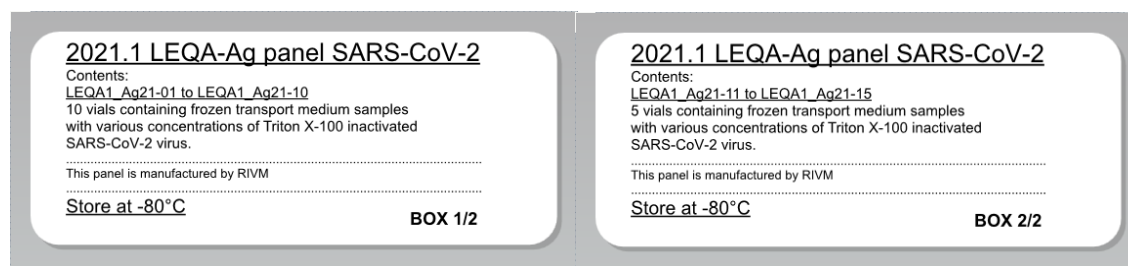 2021.1 LEQA-Ag panel SARS-CoV-2
Contents:
LEQA1_Ag21-01 to LEQA1_Ag21-10
10 vials containing frozen transport medium samples
with various concentrations of Triton X-100 inactivated
SARS-CoV-2 virus.
This panel is manufactured by RIVM
Store at -80°C
BOX 1/2
2021.1 LEQA-Ag panel SARS-CoV-2
Contents:
LEQA1_Ag21-11 to LEQA1_Ag21-15
5 vials containing frozen transport medium samples
with various concentrations of Triton X-100 inactivated
SARS-CoV-2 virus.
This panel is manufactured by RIVM
Store at -80°C
BOX 2/2